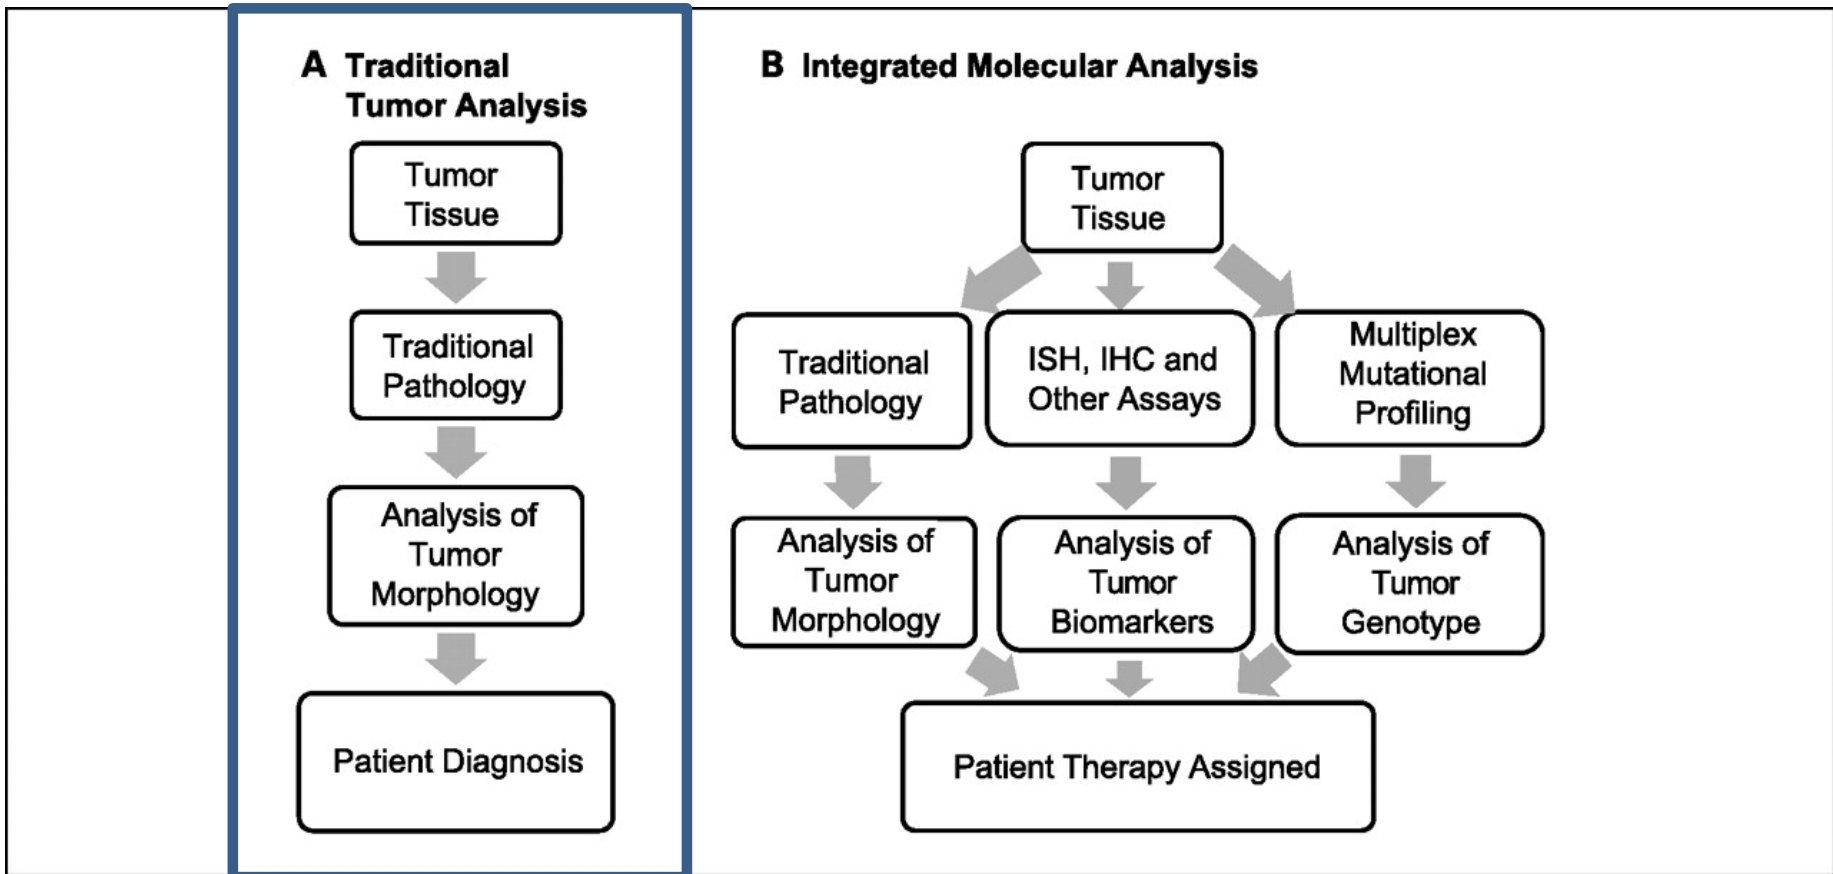 A Traditional
Tumor Analysis
Tumor
Tissue
Traditional
Pathology
Analysis of
Tumor
Morphology
Patient Diagnosis
B Integrated Molecular Analysis
Tumor
Tissue
Traditional
Pathology
ISH, IHC and
Other Assays
Multiplex
Mutational
Profiling
Analysis of
Tumor
Morphology
Analysis of
Tumor
Biomarkers
Analysis of
Tumor
Genotype
Patient Therapy Assigned